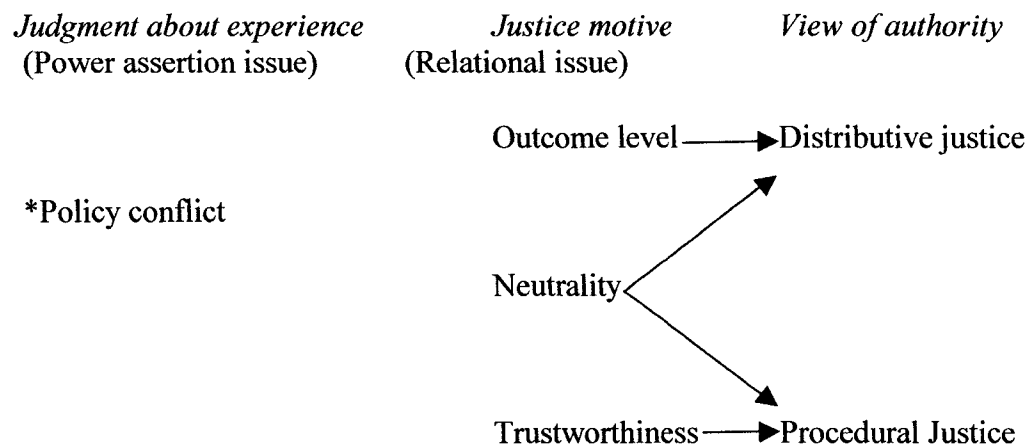 Judgment about experience Justice motive View of authority
(Power assertion issue) (Relational issue)
Outcome level Distributive justice
*Policy conflict
Neutrality
Trustworthiness Procedural Justice